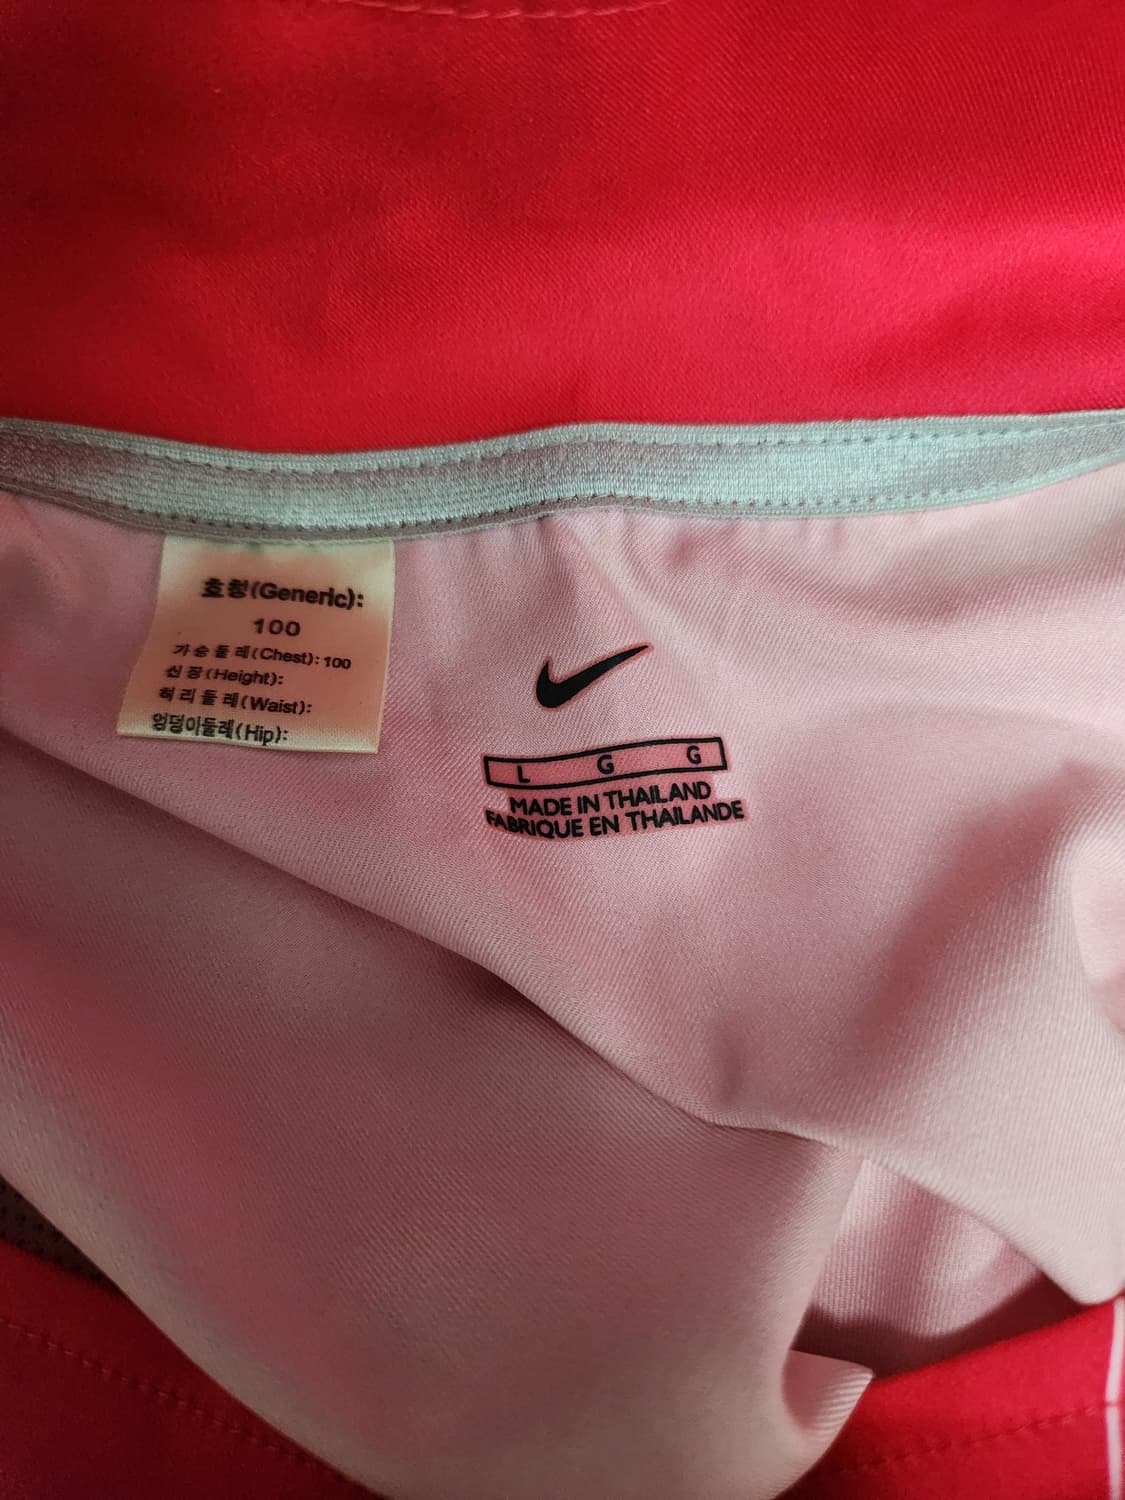 호칭(Generic):
100
가슴둘레(Chest): 100
신장(Height):
허리둘레(Waist):
엉덩이둘레(Hip):
L G G
MADE IN THAILAND
FABRIQUE EN THAILANDE